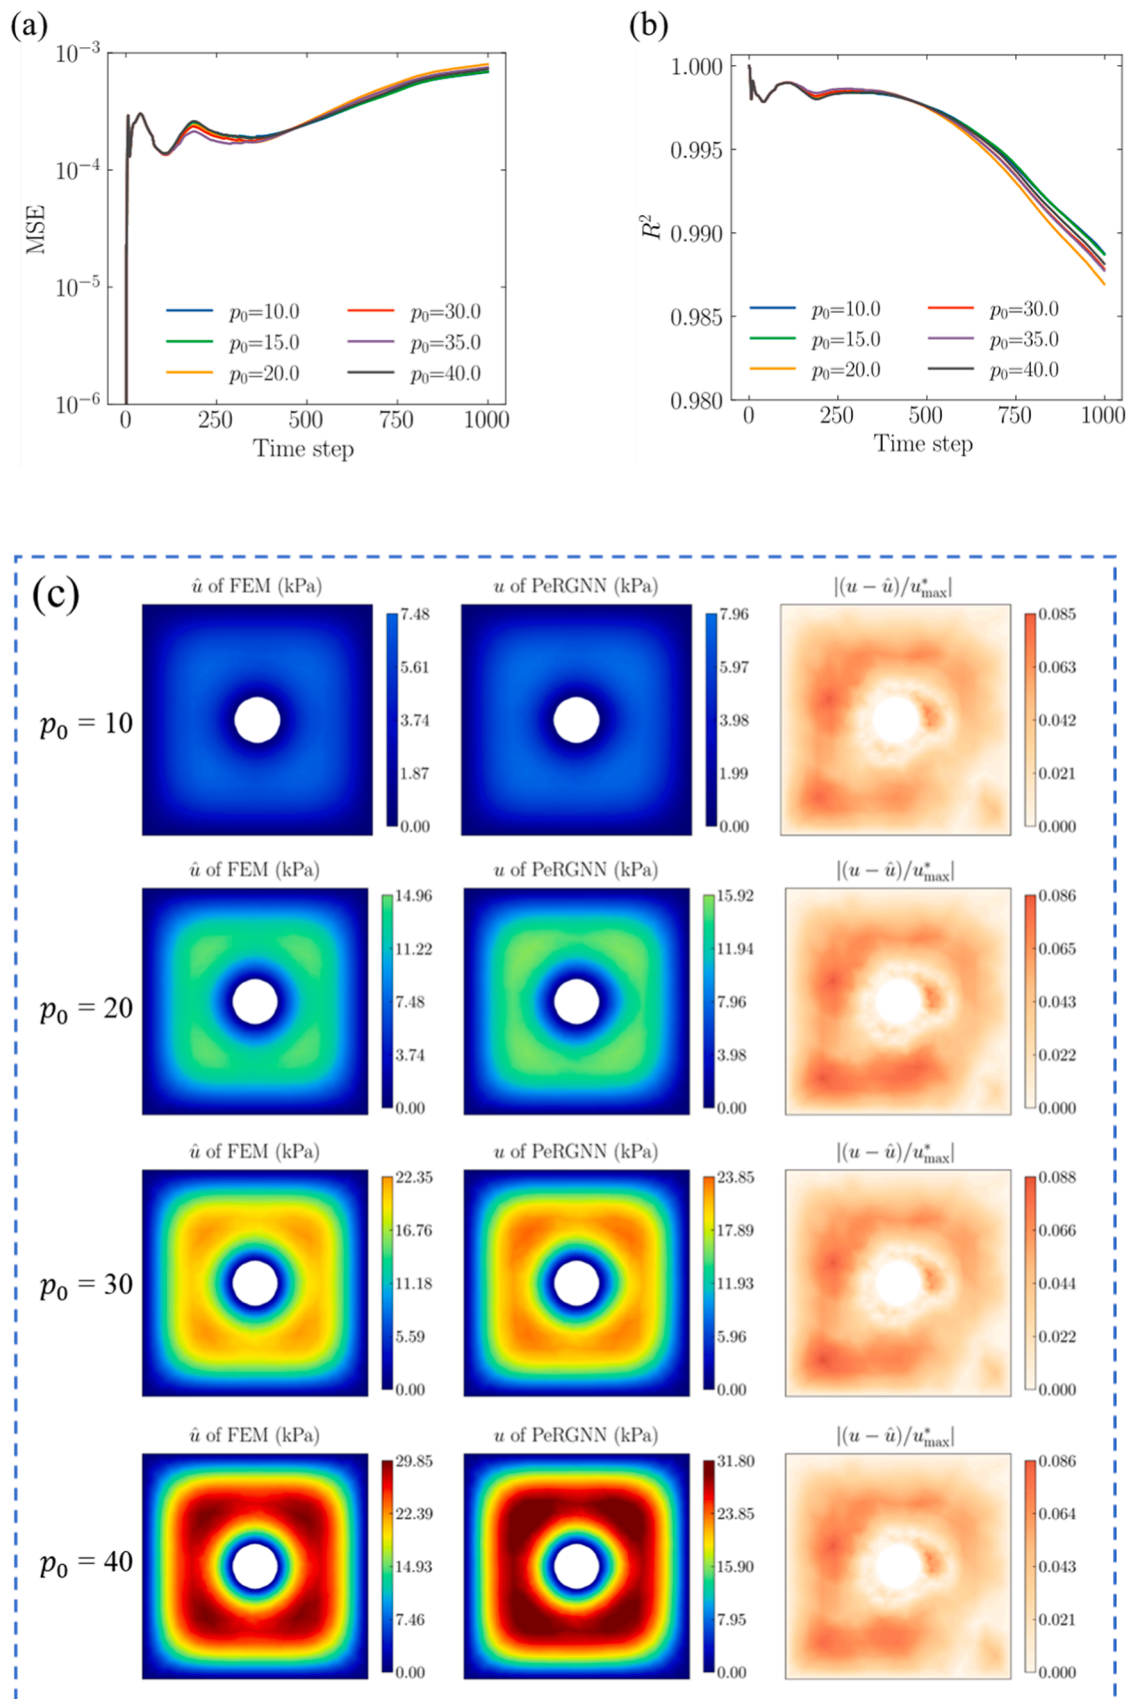 (a)
(b)
10⁻³
10⁻⁴
10⁻⁵
10⁻⁶
MSE
p₀=10.0
p₀=15.0
p₀=20.0
p₀=30.0
p₀=35.0
p₀=40.0
0 250 500 750 1000
Time step
1.000
0.995
0.990
0.985
0.980
R²
p₀=10.0
p₀=15.0
p₀=20.0
p₀=30.0
p₀=35.0
p₀=40.0
0 250 500 750 1000
Time step
(c)
p₀ = 10
û of FEM (kPa)
7.48
5.61
3.74
1.87
0.00
u of PeRGNN (kPa)
7.96
5.97
3.98
1.99
0.00
|(u − û)/u*max|
0.085
0.063
0.042
0.021
0.000
p₀ = 20
û of FEM (kPa)
14.96
11.22
7.48
3.74
0.00
u of PeRGNN (kPa)
15.92
11.94
7.96
3.98
0.00
|(u − û)/u*max|
0.086
0.065
0.043
0.022
0.000
p₀ = 30
û of FEM (kPa)
22.35
16.76
11.18
5.59
0.00
u of PeRGNN (kPa)
23.85
17.89
11.93
5.96
0.00
|(u − û)/u*max|
0.088
0.066
0.044
0.022
0.000
p₀ = 40
û of FEM (kPa)
29.85
22.39
14.93
7.46
0.00
u of PeRGNN (kPa)
31.80
23.85
15.90
7.95
0.00
|(u − û)/u*max|
0.086
0.064
0.043
0.021
0.000